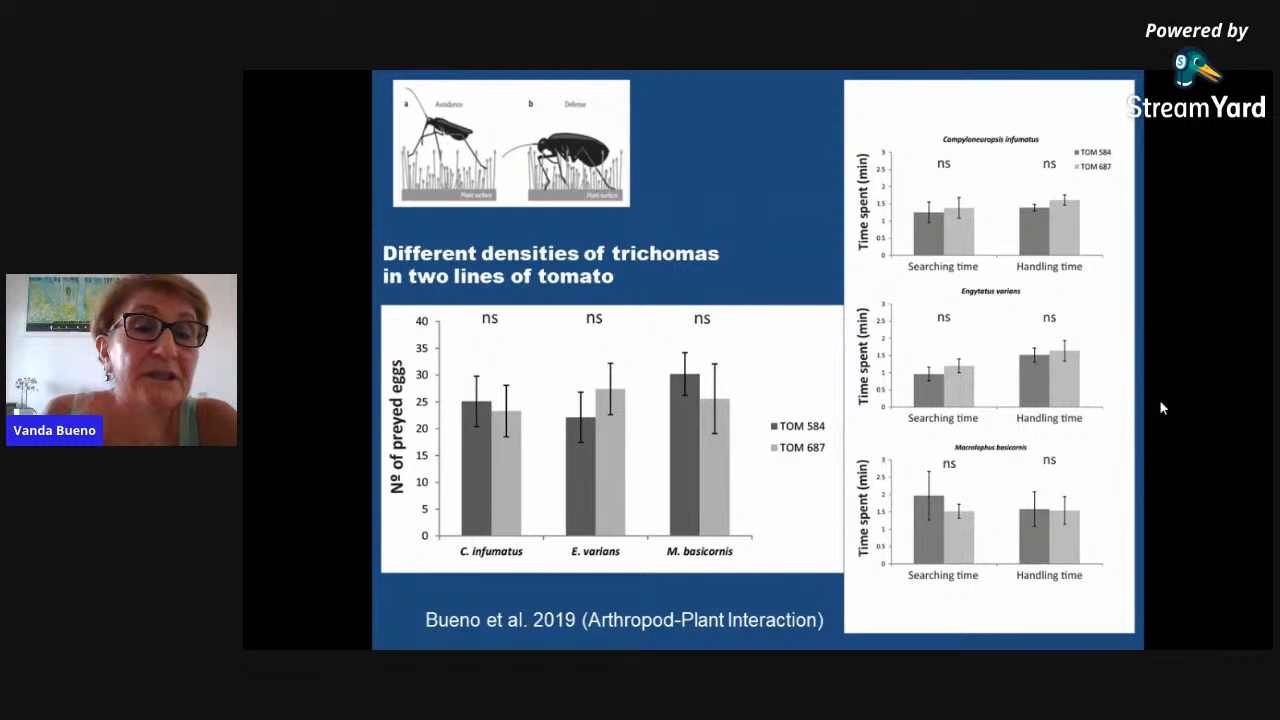 Powered by
StreamYard
a Avoidance
b Defense
Plant surface
Plant surface
Different densities of trichomas
in two lines of tomato
Nº of preyed eggs
40
35
30
25
20
15
10
5
0
ns
ns
ns
TOM 584
TOM 687
C. infumatus
E. varians
M. basicornis
Bueno et al. 2019 (Arthropod-Plant Interaction)
Campyloneuropsis infumatus
TOM 584
TOM 687
Time spent (min)
3
2.5
2
1.5
1
0.5
0
ns
ns
Searching time
Handling time
Engytatus varians
Time spent (min)
3
2.5
2
1.5
1
0.5
0
ns
ns
Searching time
Handling time
Macrolophus basicornis
Time spent (min)
3
2.5
2
1.5
1
0.5
0
ns
ns
Searching time
Handling time
Vanda Bueno